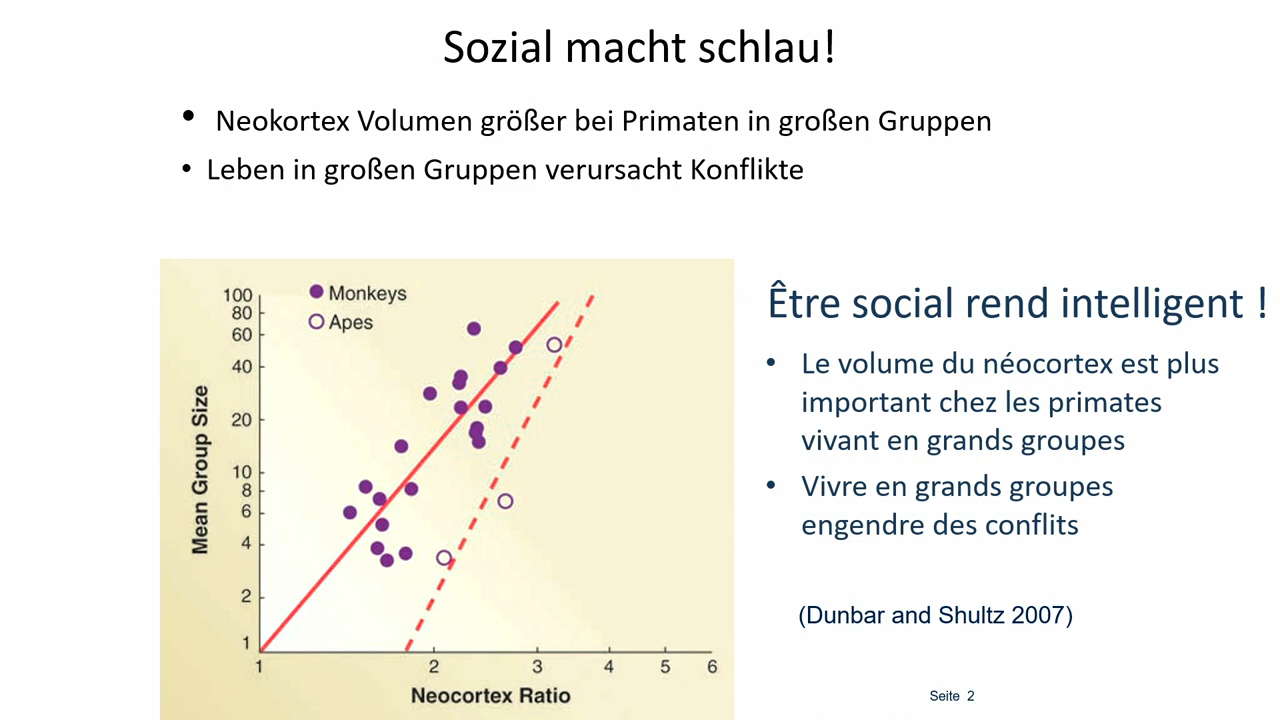 Sozial macht schlau!
• Neokortex Volumen größer bei Primaten in großen Gruppen
• Leben in großen Gruppen verursacht Konflikte
Monkeys
Apes
100
80
60
40
20
10
8
6
4
2
1
Mean Group Size
1 2 3 4 5 6
Neocortex Ratio
Être social rend intelligent !
• Le volume du néocortex est plus
important chez les primates
vivant en grands groupes
• Vivre en grands groupes
engendre des conflits
(Dunbar and Shultz 2007)
Seite 2